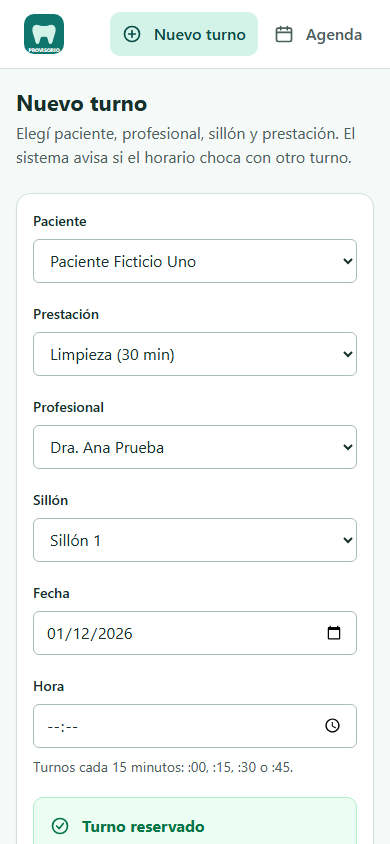 PROVISORIO
Nuevo turno
Agenda
Nuevo turno
Elegí paciente, profesional, sillón y prestación. El
sistema avisa si el horario choca con otro turno.
Paciente
Paciente Ficticio Uno
Prestación
Limpieza (30 min)
Profesional
Dra. Ana Prueba
Sillón
Sillón 1
Fecha
01/12/2026
Hora
--:--
Turnos cada 15 minutos: :00, :15, :30 o :45.
Turno reservado